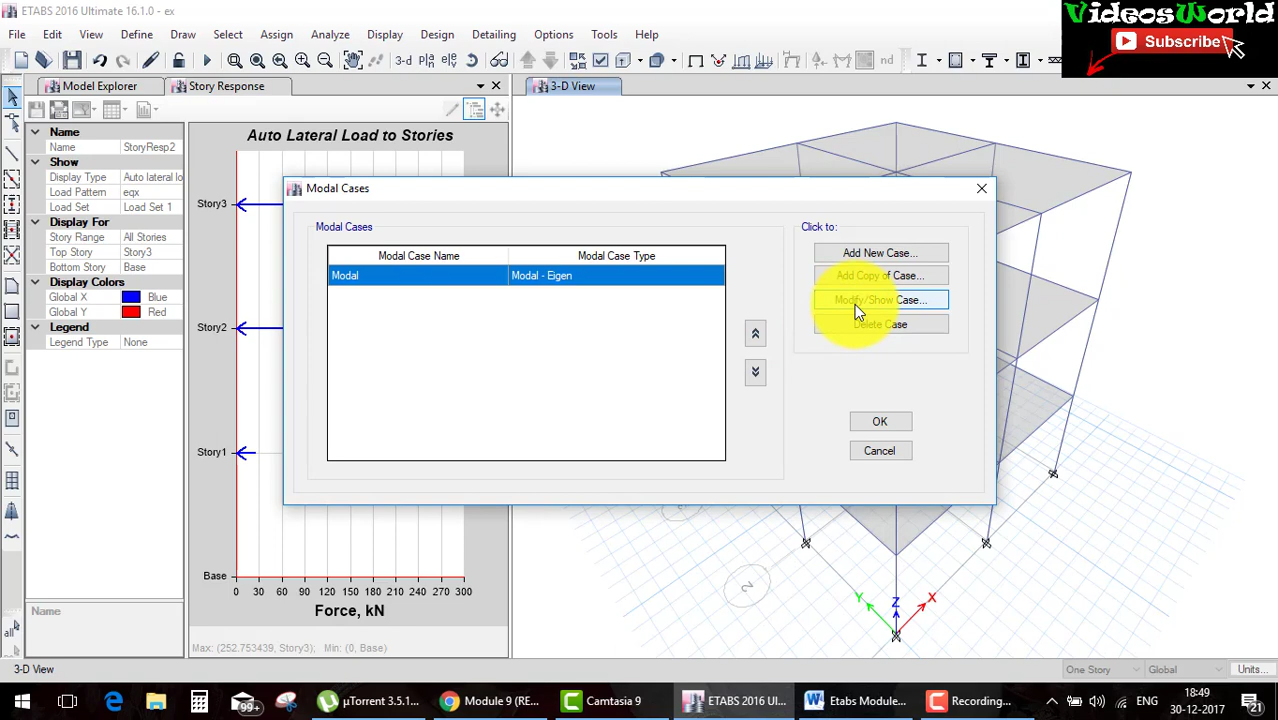 ETABS 2016 Ultimate 16.1.0 - ex
VideosWorld
Subscribe
File Edit View Define Draw Select Assign Analyze Display Design Detailing Options Tools Help
3-d
nd
Model Explorer
Story Response
3-D View
Name
Name StoryResp2
Show
Display Type Auto lateral lo
Load Pattern eqx
Load Set Load Set 1
Display For
Story Range All Stories
Top Story Story3
Bottom Story Base
Display Colors
Global X Blue
Global Y Red
Legend
Legend Type None
Name
all
Auto Lateral Load to Stories
Story3
Story2
Story1
Base
0 30 60 90 120 150 180 210 240 270 300
Force, kN
Max: (252.753439, Story3); Min: (0, Base)
Modal Cases
Modal Cases
Modal Case Name Modal Case Type
Modal Modal - Eigen
Click to:
Add New Case...
Add Copy of Case...
Modify/Show Case...
Delete Case
OK
Cancel
2
Y Z X
3-D View
One Story Global Units...
99+
µTorrent 3.5.1...
Module 9 (RE...
Camtasia 9
ETABS 2016 Ul...
Etabs Module...
Recording...
ENG
18:49
30-12-2017
21